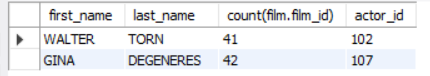 first_name last_name count(film.film_id) actor_id
WALTER TORN 41 102
GINA DEGENERES 42 107